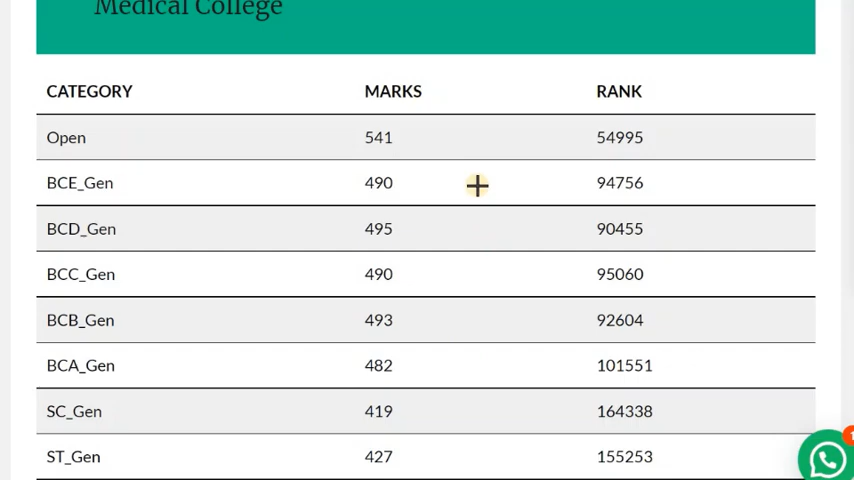 Medical College
CATEGORY MARKS RANK
Open 541 54995
BCE_Gen 490 94756
BCD_Gen 495 90455
BCC_Gen 490 95060
BCB_Gen 493 92604
BCA_Gen 482 101551
SC_Gen 419 164338
ST_Gen 427 155253